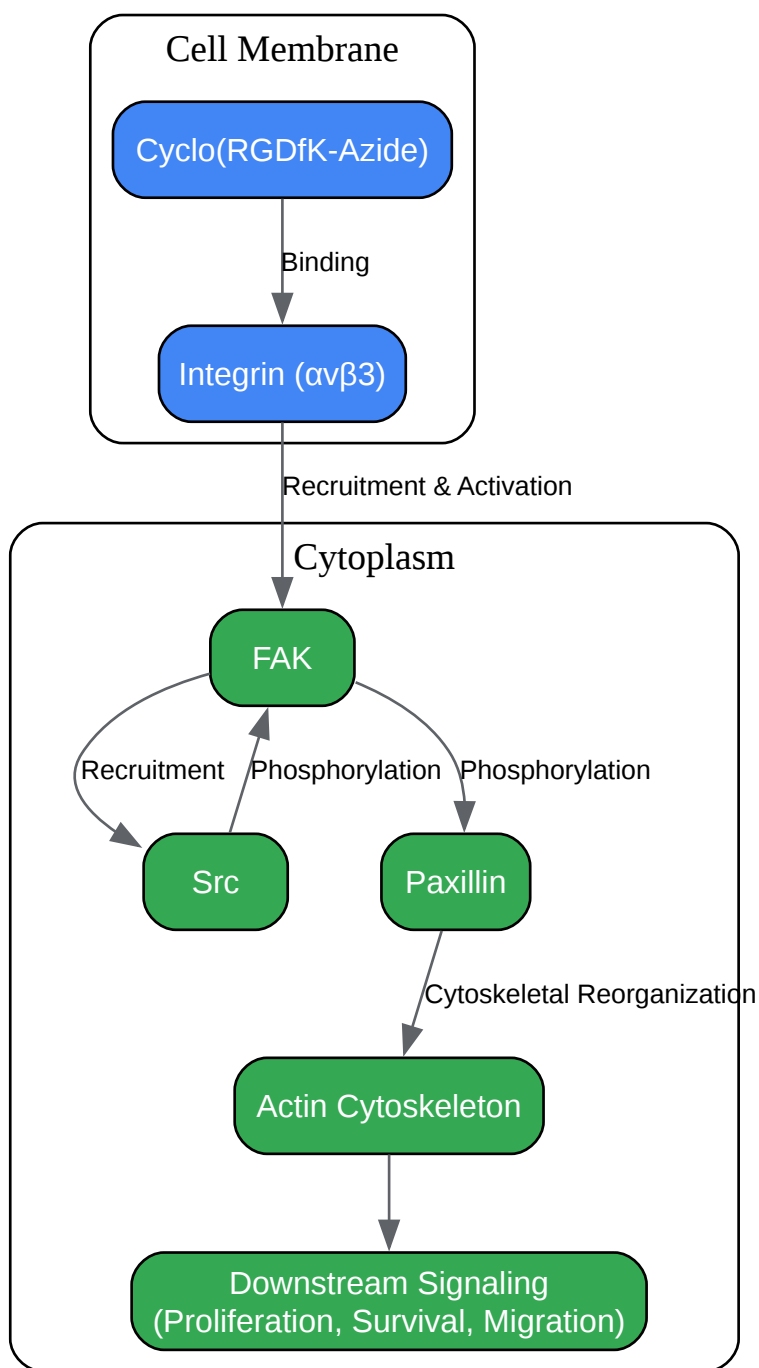 Cell Membrane
Cyclo(RGDfK-Azide)
Binding
Integrin (αvβ3)
Recruitment & Activation
Cytoplasm
FAK
Recruitment
Phosphorylation
Phosphorylation
Src
Paxillin
Cytoskeletal Reorganization
Actin Cytoskeleton
Downstream Signaling
(Proliferation, Survival, Migration)